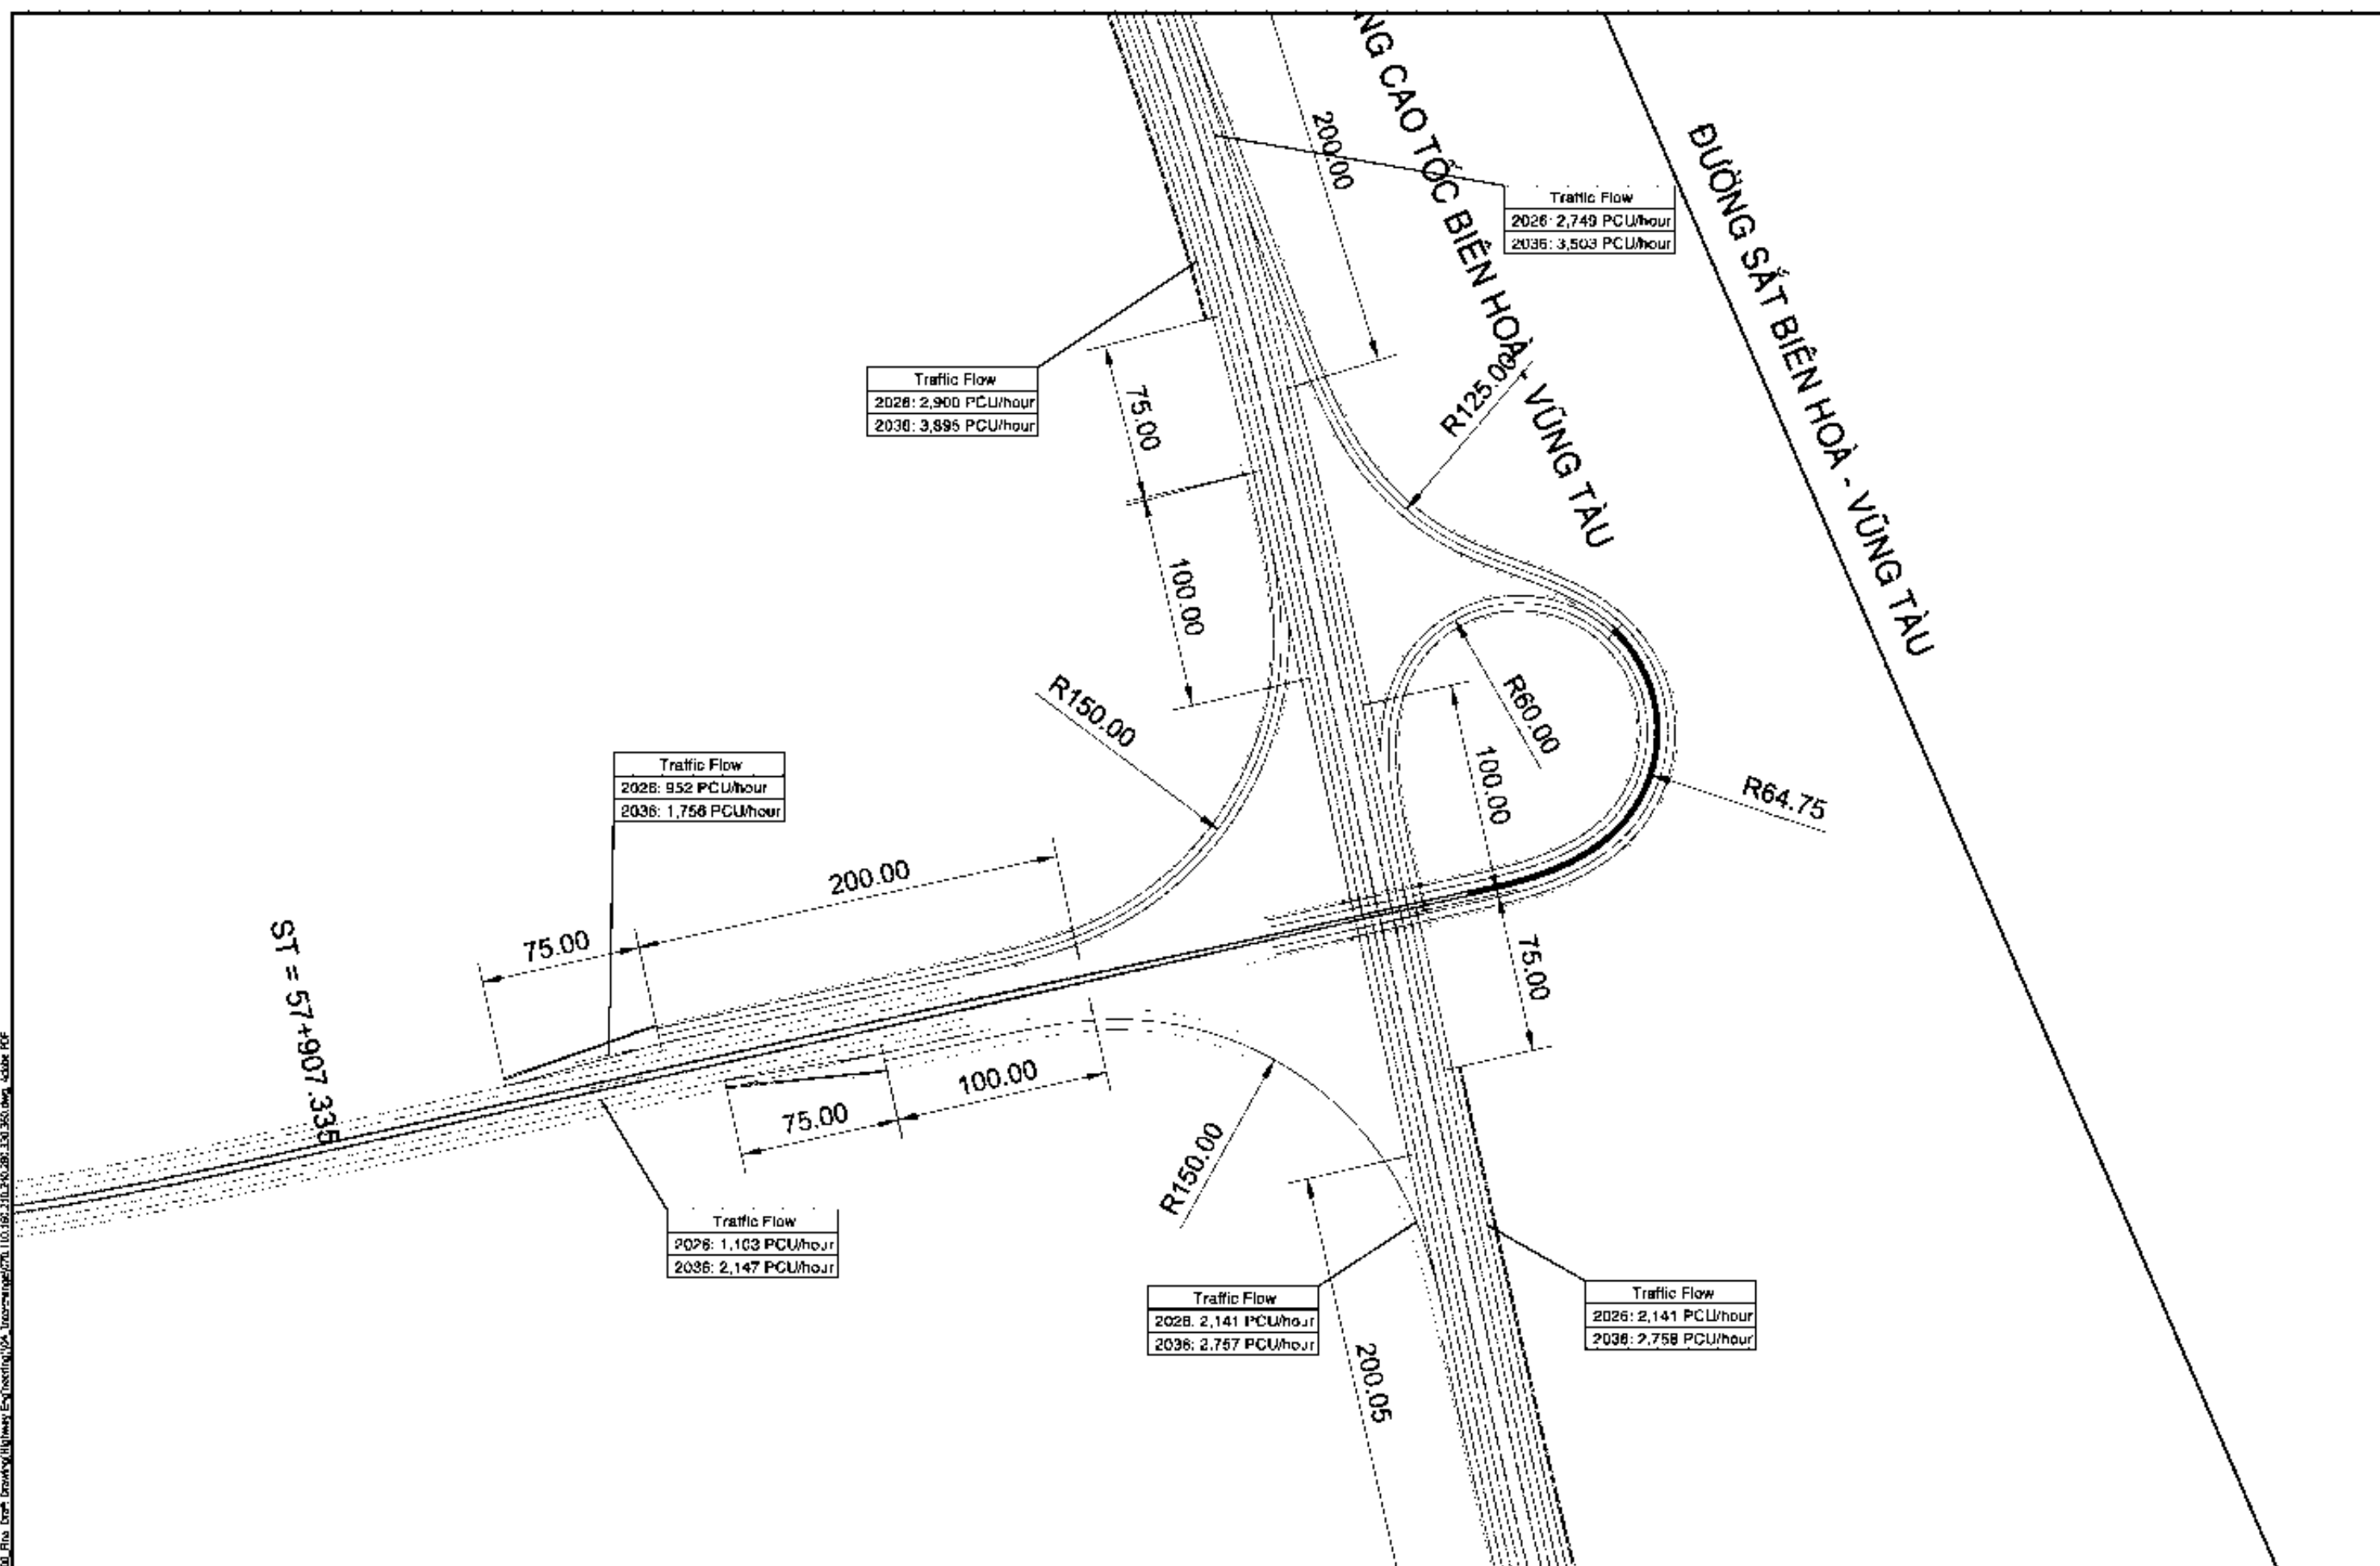 NG CAO TỐC BIÊN HOÀ - VŨNG TÀU
ĐƯỜNG SẮT BIÊN HOÀ - VŨNG TÀU
200.00
Traffic Flow
2026: 2,749 PCU/hour
2036: 3,503 PCU/hour
Traffic Flow
2026: 2,900 PCU/hour
2036: 3,895 PCU/hour
75.00
R125.00
100.00
R150.00
R60.00
100.00
R64.75
Traffic Flow
2026: 952 PCU/hour
2036: 1,756 PCU/hour
200.00
75.00
75.00
ST = 57+907.335
100.00
75.00
R150.00
Traffic Flow
2026: 1,103 PCU/hour
2036: 2,147 PCU/hour
Traffic Flow
2026: 2,141 PCU/hour
2036: 2,757 PCU/hour
Traffic Flow
2026: 2,141 PCU/hour
2036: 2,758 PCU/hour
200.05